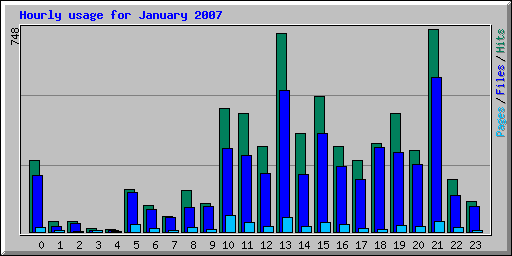 Hourly usage for January 2007
748
Pages / Files / Hits
0 1 2 3 4 5 6 7 8 9 10 11 12 13 14 15 16 17 18 19 20 21 22 23